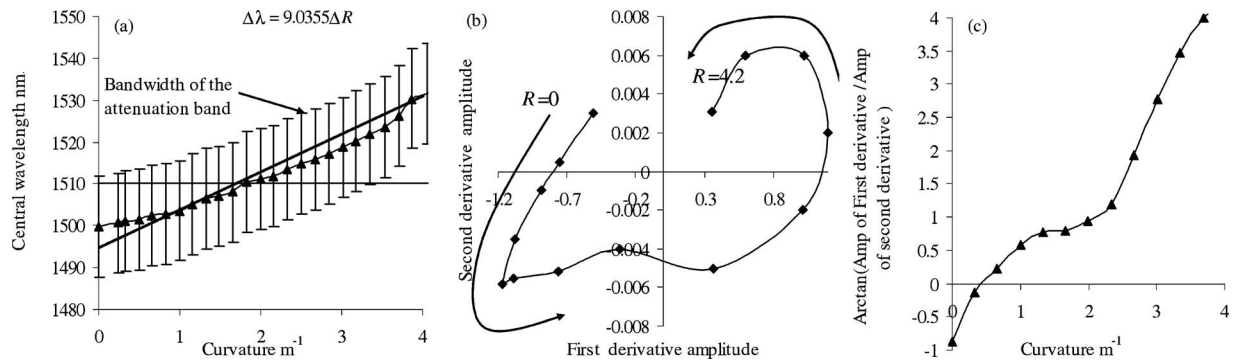 (a)
Δλ = 9.0355ΔR
Bandwidth of the
attenuation band
Central wavelength nm.
1550
1540
1530
1520
1510
1500
1490
1480
0
1
2
3
4
Curvature m⁻¹
(b)
R=0
R=4.2
Second derivative amplitude
0.008
0.006
0.004
0.002
0
-0.002
-0.004
-0.006
-0.008
-1.2
-0.7
-0.2
0.3
0.8
First derivative amplitude
(c)
Arctan(Amp of First derivative /Amp
of second derivative)
4
3.5
3
2.5
2
1.5
1
0.5
0
-0.5
-1
0
1
2
3
4
Curvature m⁻¹